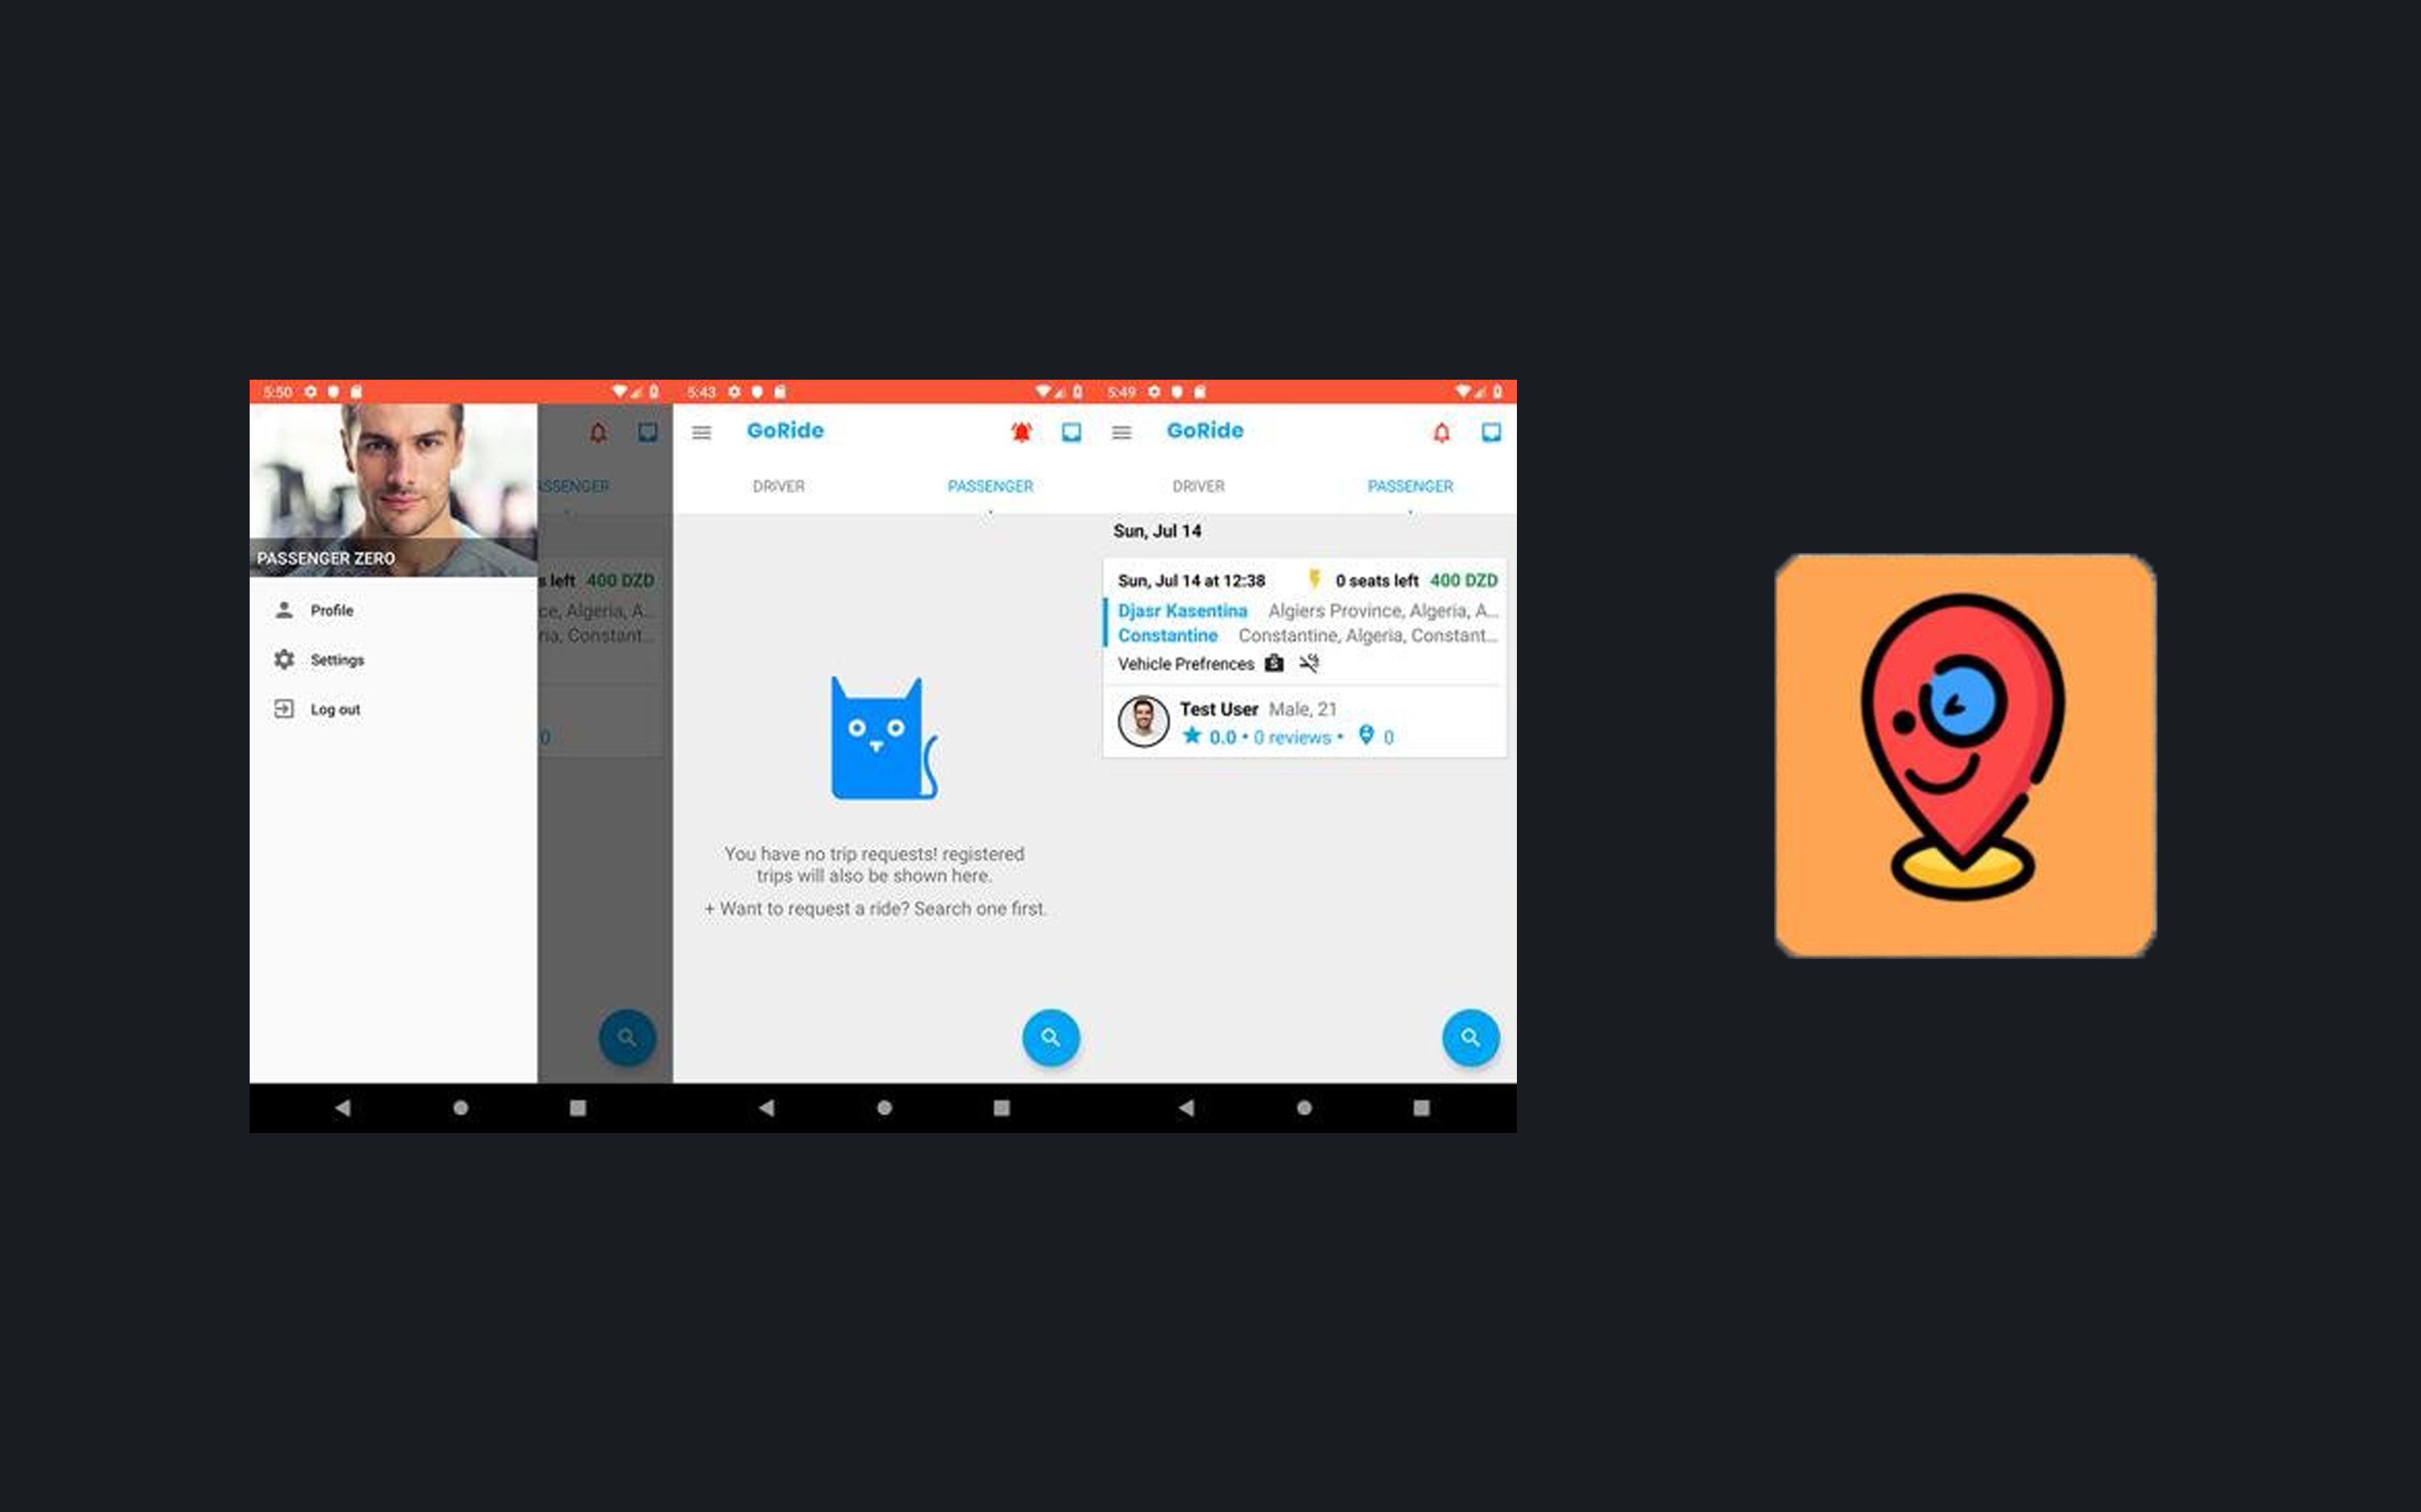 5:50
ASSENGER
PASSENGER ZERO
s left 400 DZD
ce, Algeria, A...
ria, Constant...
0
Profile
Settings
Log out
5:43
GoRide
DRIVER PASSENGER
You have no trip requests! registered
trips will also be shown here.
+ Want to request a ride? Search one first.
5:49
GoRide
DRIVER PASSENGER
Sun, Jul 14
Sun, Jul 14 at 12:38 0 seats left 400 DZD
Djasr Kasentina Algiers Province, Algeria, A...
Constantine Constantine, Algeria, Constant...
Vehicle Prefrences
Test User Male, 21
0.0 • 0 reviews • 0